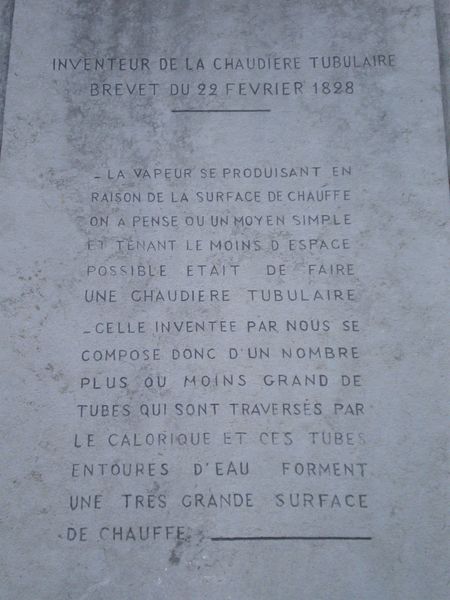 INVENTEUR DE LA CHAUDIERE TUBULAIRE
BREVET DU 22 FEVRIER 1828
- LA VAPEUR SE PRODUISANT EN
RAISON DE LA SURFACE DE CHAUFFE
ON A PENSE QU UN MOYEN SIMPLE
ET TENANT LE MOINS D ESPACE
POSSIBLE ETAIT DE FAIRE
UNE CHAUDIERE TUBULAIRE
- CELLE INVENTEE PAR NOUS SE
COMPOSE DONC D'UN NOMBRE
PLUS OU MOINS GRAND DE
TUBES QUI SONT TRAVERSES PAR
LE CALORIQUE ET CES TUBES
ENTOURES D'EAU FORMENT
UNE TRES GRANDE SURFACE
DE CHAUFFE